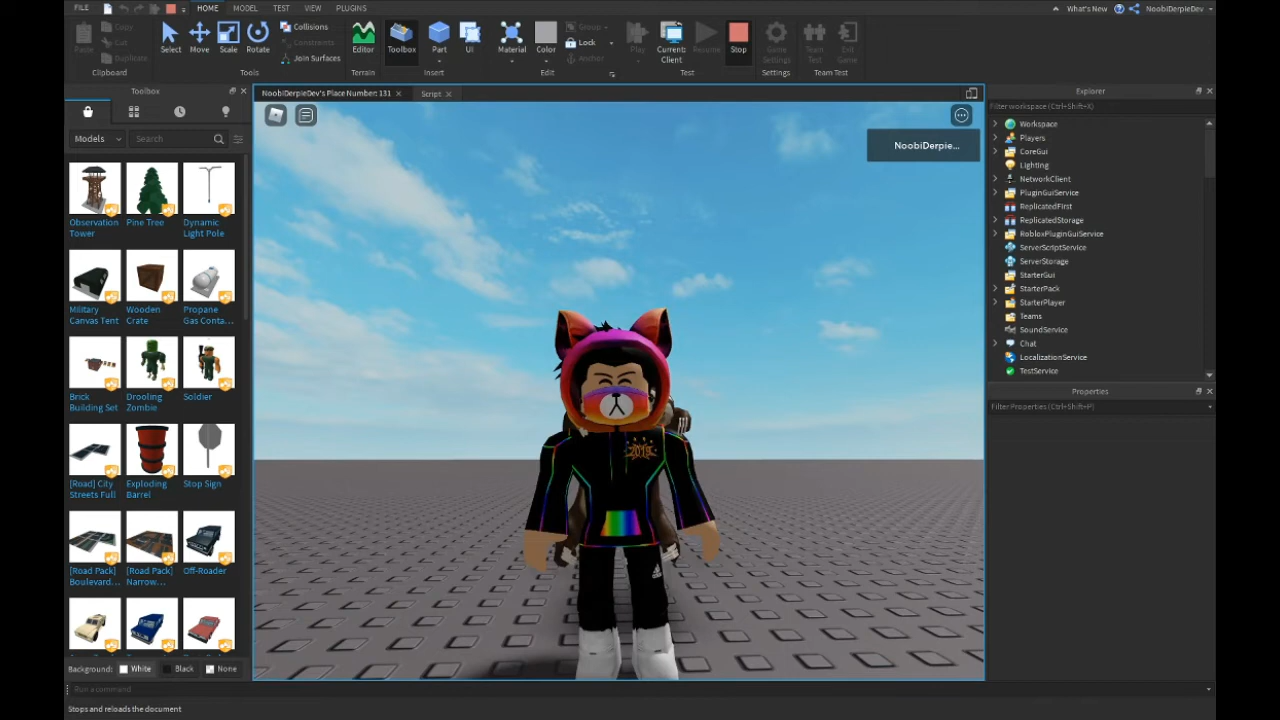 FILE HOME MODEL TEST VIEW PLUGINS What's New NoobiDerpieDev
Paste Copy Cut Duplicate Select Move Scale Rotate Collisions Constraints Join Surfaces Editor Toolbox Part UI Material Color Group Lock Anchor Play Current: Client Resume Stop Game Settings Team Test Exit Game
Clipboard Tools Terrain Insert Edit Test Settings Team Test
Toolbox
Models Search
Observation Tower
Pine Tree
Dynamic Light Pole
Military Canvas Tent
Wooden Crate
Propane Gas Conta...
Brick Building Set
Drooling Zombie
Soldier
[Road] City Streets Full
Exploding Barrel
Stop Sign
[Road Pack] Boulevard...
[Road Pack] Narrow...
Off-Roader
Background: White Black None
NoobiDerpieDev's Place Number: 131 Script
NoobiDerpie...
2019
Explorer
Filter workspace (Ctrl+Shift+X)
Workspace
Players
CoreGui
Lighting
NetworkClient
PluginGuiService
ReplicatedFirst
ReplicatedStorage
RobloxPluginGuiService
ServerScriptService
ServerStorage
StarterGui
StarterPack
StarterPlayer
Teams
SoundService
Chat
LocalizationService
TestService
Properties
Filter Properties (Ctrl+Shift+P)
Run a command
Stops and reloads the document